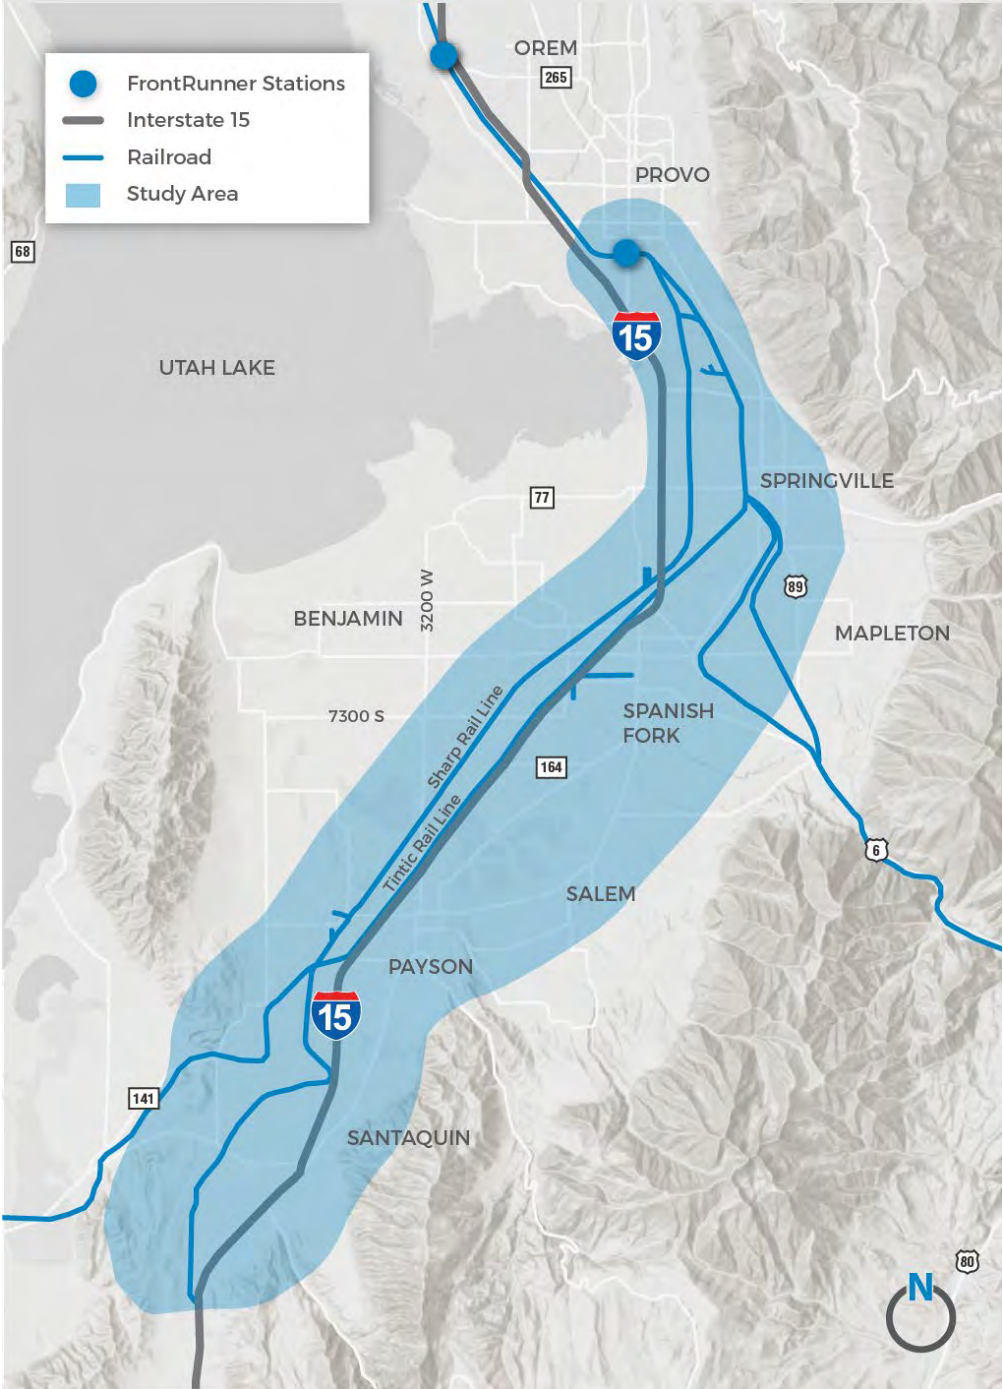 OREM
265
FrontRunner Stations
Interstate 15
Railroad
Study Area
PROVO
68
15
UTAH LAKE
SPRINGVILLE
77
89
3200 W
BENJAMIN
MAPLETON
7300 S
Sharp Rail Line
SPANISH
FORK
164
Tintic Rail Line
6
SALEM
PAYSON
15
141
SANTAQUIN
80
N